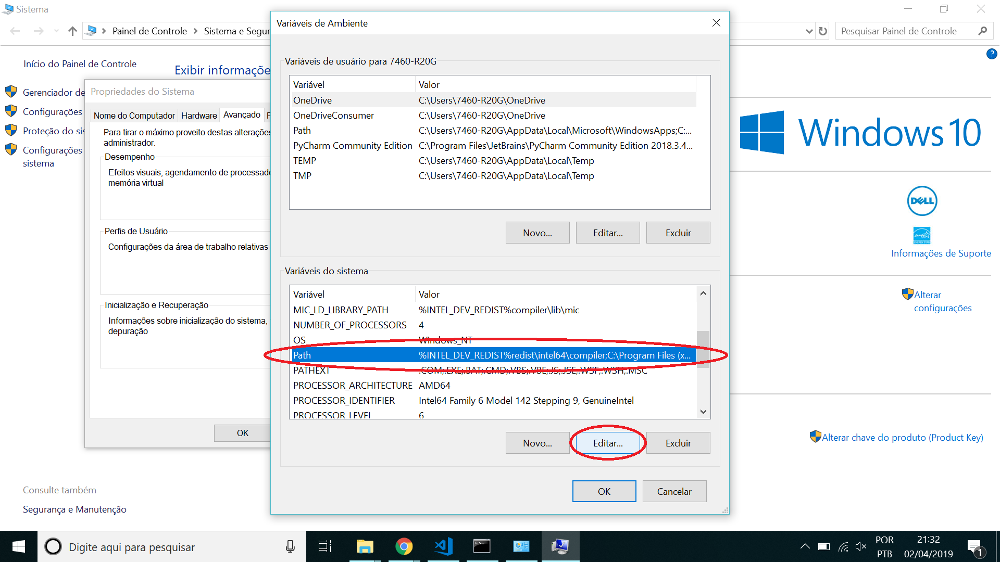 Sistema
Painel de Controle
Sistema e Segur
Pesquisar Painel de Controle
Início do Painel de Controle
Exibir informaçõe
Gerenciador de
Configurações
Proteção do sis
Configurações
sistema
Propriedades do Sistema
Nome do Computador
Hardware
Avançado
Para tirar o máximo proveito destas alterações
administrador.
Desempenho
Efeitos visuais, agendamento de processado
memória virtual
Perfis de Usuário
Configurações da área de trabalho relativas
Inicialização e Recuperação
Informações sobre inicialização do sistema,
depuração
OK
Consulte também
Segurança e Manutenção
Variáveis de Ambiente
Variáveis de usuário para 7460-R20G
Variável Valor
OneDrive C:\Users\7460-R20G\OneDrive
OneDriveConsumer C:\Users\7460-R20G\OneDrive
Path C:\Users\7460-R20G\AppData\Local\Microsoft\WindowsApps;C:...
PyCharm Community Edition C:\Program Files\JetBrains\PyCharm Community Edition 2018.3.4...
TEMP C:\Users\7460-R20G\AppData\Local\Temp
TMP C:\Users\7460-R20G\AppData\Local\Temp
Novo... Editar... Excluir
Variáveis do sistema
Variável Valor
MIC_LD_LIBRARY_PATH %INTEL_DEV_REDIST%compiler\lib\mic
NUMBER_OF_PROCESSORS 4
OS Windows_NT
Path %INTEL_DEV_REDIST%redist\intel64\compiler;C:\Program Files (x...
PATHEXT .COM;.EXE;.BAT;.CMD;.VBS;.VBE;.JS;.JSE;.WSF;.WSH;.MSC
PROCESSOR_ARCHITECTURE AMD64
PROCESSOR_IDENTIFIER Intel64 Family 6 Model 142 Stepping 9, GenuineIntel
PROCESSOR_LEVEL 6
Novo... Editar... Excluir
OK Cancelar
?
Windows 10
DELL
ENERGY STAR
Informações de Suporte
Alterar
configurações
Alterar chave do produto (Product Key)
Digite aqui para pesquisar
POR
PTB
21:32
02/04/2019
1